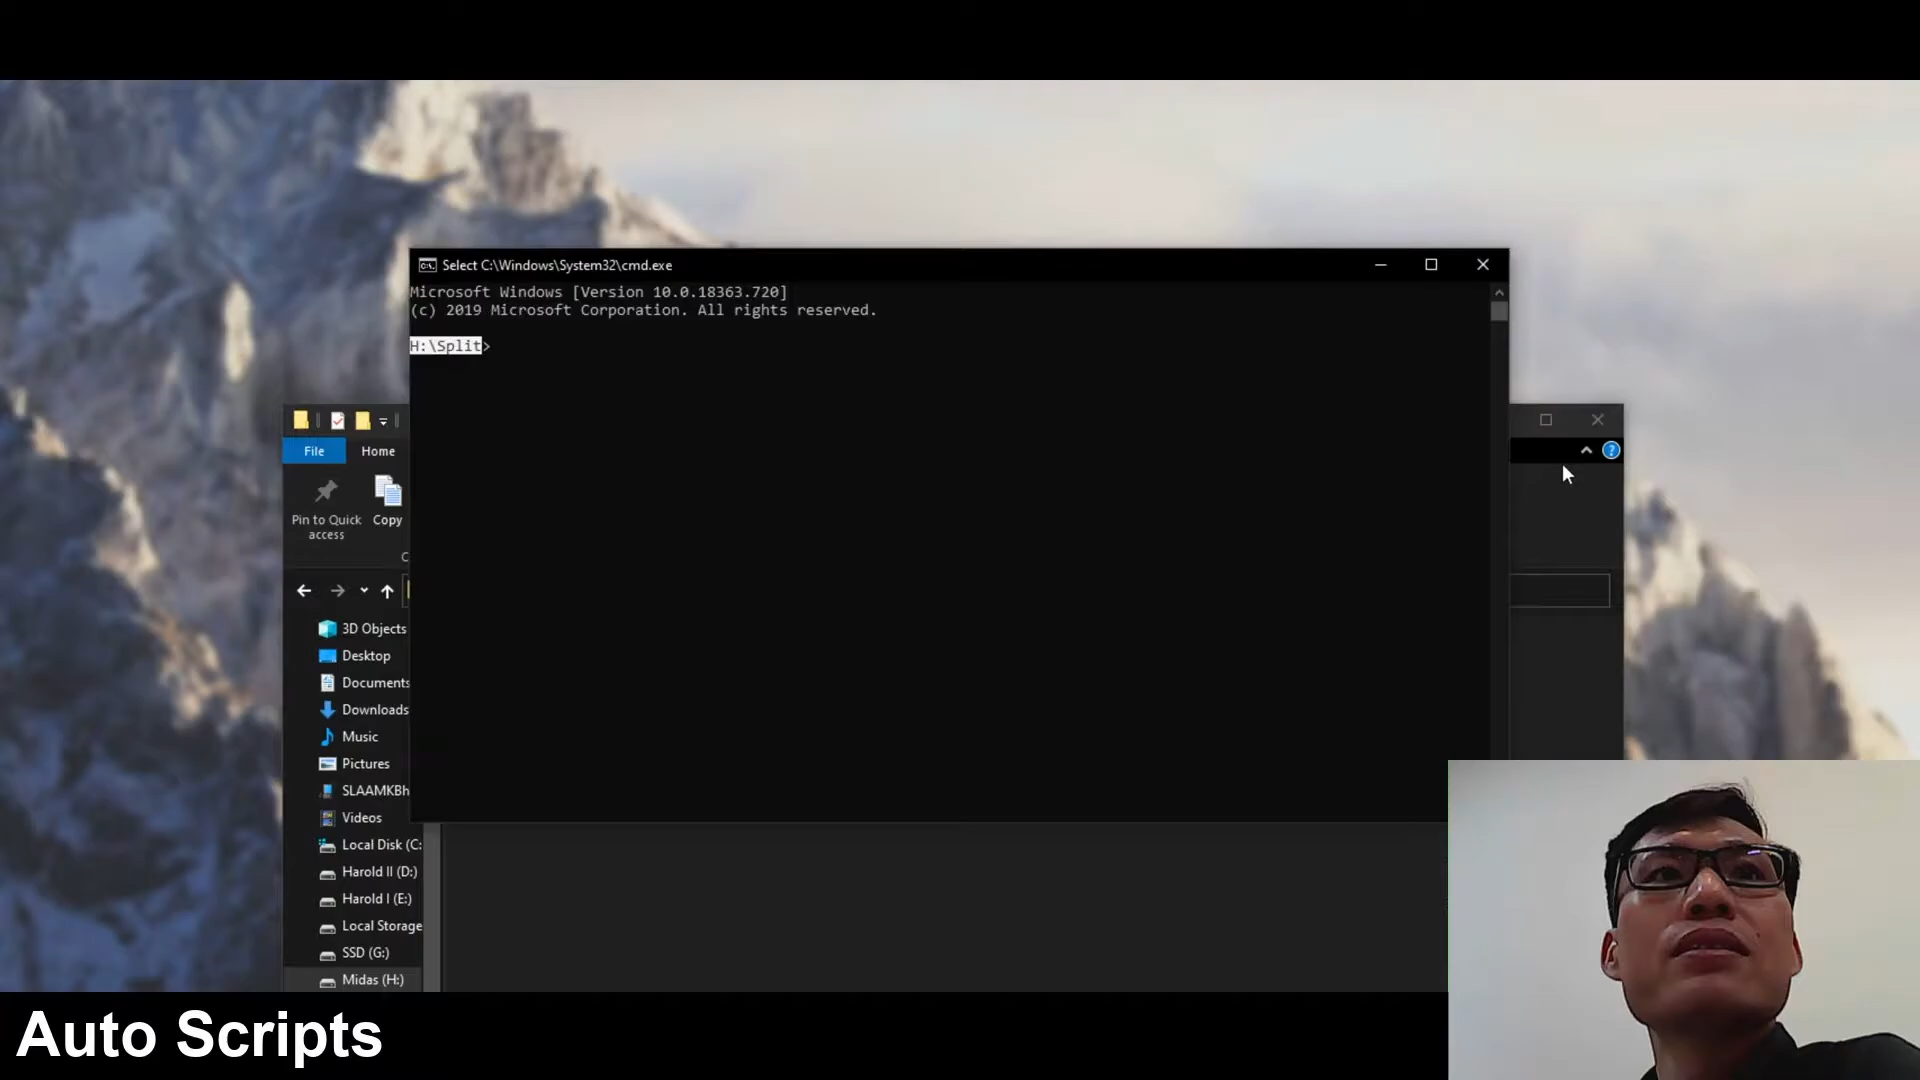 Select C:\Windows\System32\cmd.exe
Microsoft Windows [Version 10.0.18363.720]
(c) 2019 Microsoft Corporation. All rights reserved.
H:\Split>
File
Home
Pin to Quick
access
Copy
C
3D Objects
Desktop
Documents
Downloads
Music
Pictures
SLAAMKBh
Videos
Local Disk (C:
Harold II (D:)
Harold I (E:)
Local Storage
SSD (G:)
Midas (H:)
Auto Scripts